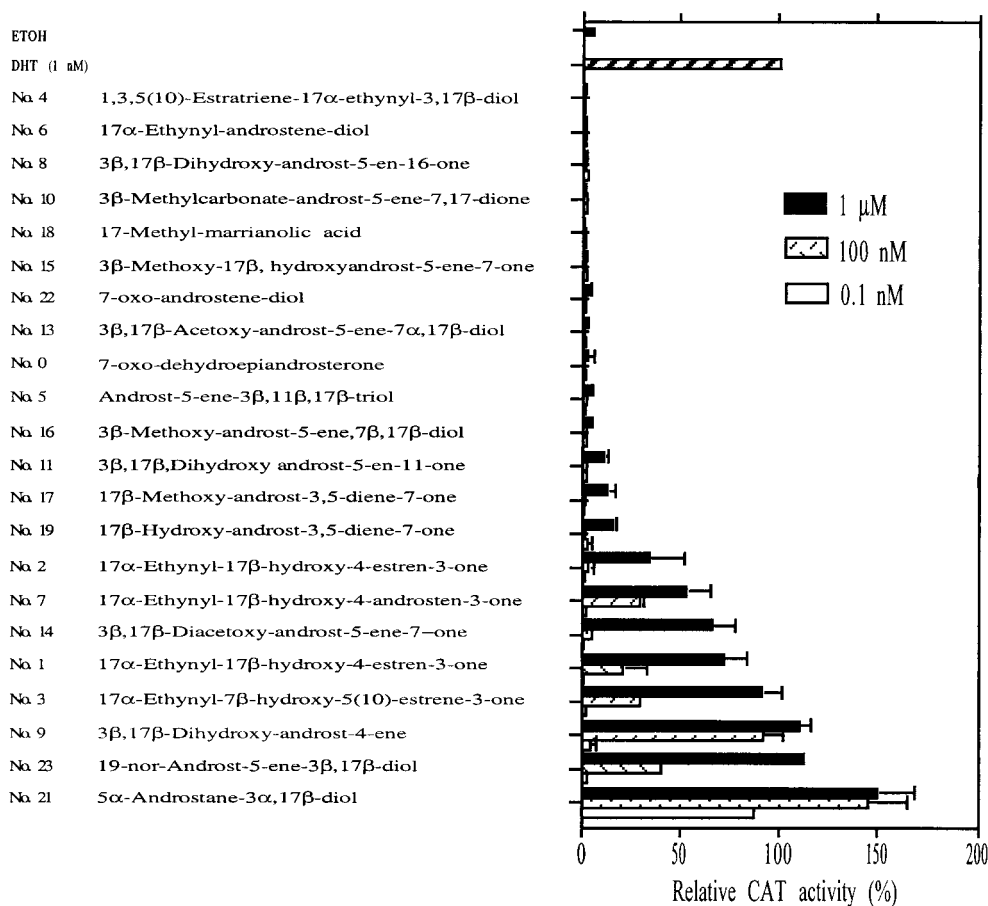 ETOH
DHT (1 nM)
No. 4 1,3,5(10)-Estratriene-17α-ethynyl-3,17β-diol
No. 6 17α-Ethynyl-androstene-diol
No. 8 3β,17β-Dihydroxy-androst-5-en-16-one
No. 10 3β-Methylcarbonate-androst-5-ene-7,17-dione
No. 18 17-Methyl-marrianolic acid
No. 15 3β-Methoxy-17β, hydroxyandrost-5-ene-7-one
No. 22 7-oxo-androstene-diol
No. 13 3β,17β-Acetoxy-androst-5-ene-7α,17β-diol
No. 0 7-oxo-dehydroepiandrosterone
No. 5 Androst-5-ene-3β,11β,17β-triol
No. 16 3β-Methoxy-androst-5-ene,7β,17β-diol
No. 11 3β,17β,Dihydroxy androst-5-en-11-one
No. 17 17β-Methoxy-androst-3,5-diene-7-one
No. 19 17β-Hydroxy-androst-3,5-diene-7-one
No. 2 17α-Ethynyl-17β-hydroxy-4-estren-3-one
No. 7 17α-Ethynyl-17β-hydroxy-4-androsten-3-one
No. 14 3β,17β-Diacetoxy-androst-5-ene-7-one
No. 1 17α-Ethynyl-17β-hydroxy-4-estren-3-one
No. 3 17α-Ethynyl-7β-hydroxy-5(10)-estrene-3-one
No. 9 3β,17β-Dihydroxy-androst-4-ene
No. 23 19-nor-Androst-5-ene-3β,17β-diol
No. 21 5α-Androstane-3α,17β-diol
1 μM
100 nM
0.1 nM
0 50 100 150 200
Relative CAT activity (%)